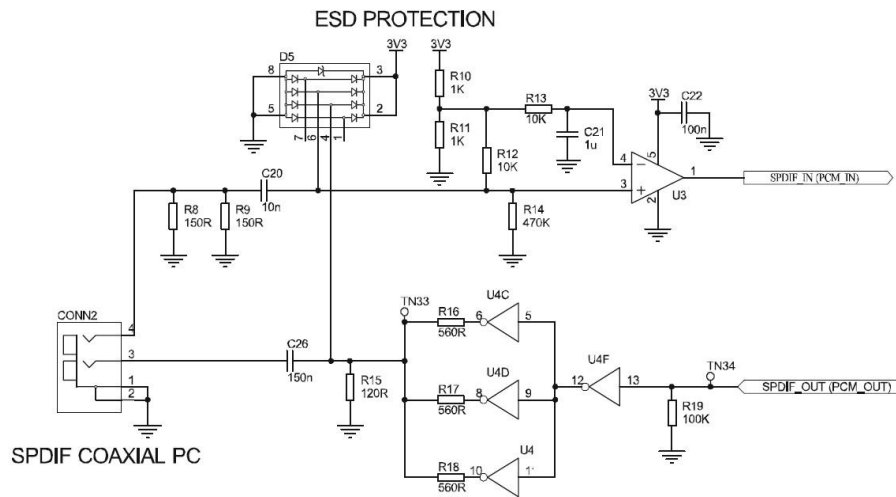 ESD PROTECTION
D5
3V3
3V3
8
3
5
2
7
6
4
1
R10
1K
R11
1K
R13
10K
C21
1u
3V3
C22
100n
R12
10K
4
5
1
3
2
U3
SPDIF_IN (PCM_IN)
C20
10n
R8
150R
R9
150R
R14
470K
CONN2
4
3
1
2
C26
150n
R15
120R
TN33
R16
560R
6
U4C
5
R17
560R
8
U4D
9
R18
560R
10
U4
1'
U4F
12
13
TN34
R19
100K
SPDIF_OUT (PCM_OUT)
SPDIF COAXIAL PC